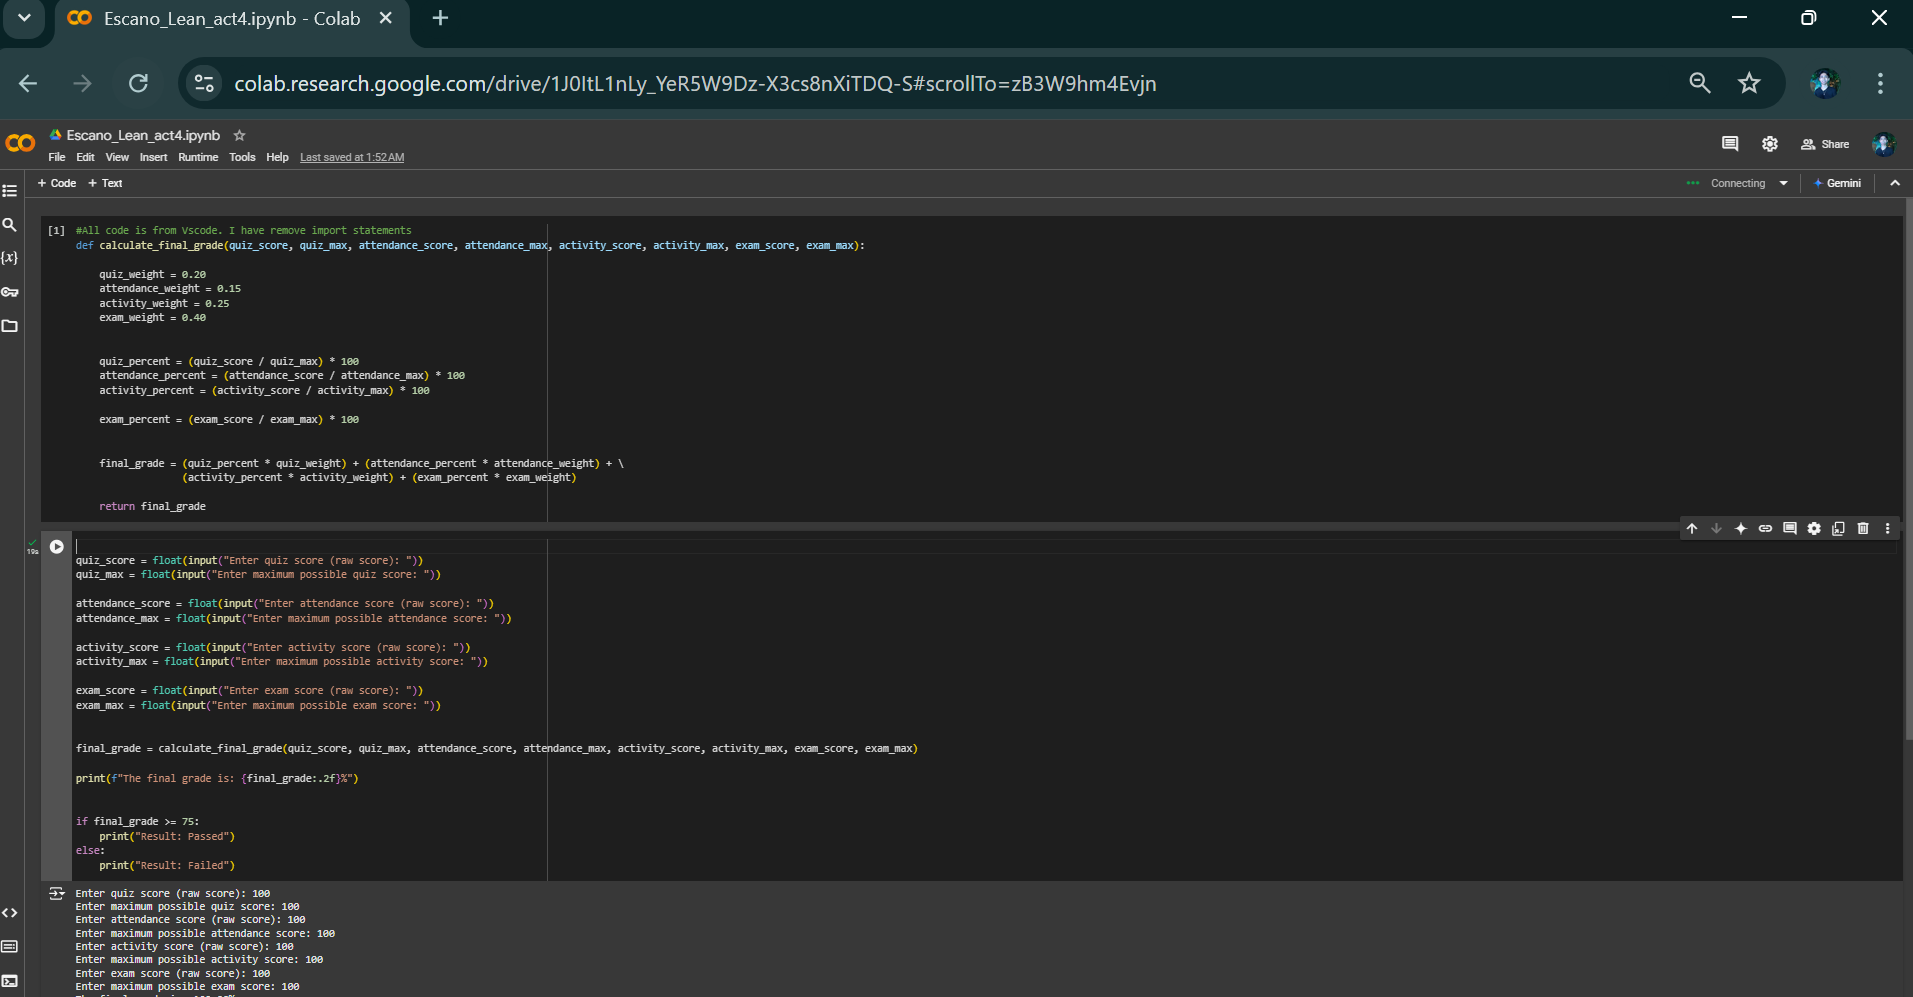 Escano_Lean_act4.ipynb - Colab
colab.research.google.com/drive/1J0ItL1nLy_YeR5W9Dz-X3cs8nXiTDQ-S#scrollTo=zB3W9hm4Evjn
Escano_Lean_act4.ipynb
File Edit View Insert Runtime Tools Help Last saved at 1:52 AM
Share
+ Code + Text
Connecting
Gemini
[1] #All code is from Vscode. I have remove import statements
def calculate_final_grade(quiz_score, quiz_max, attendance_score, attendance_max, activity_score, activity_max, exam_score, exam_max):
quiz_weight = 0.20
attendance_weight = 0.15
activity_weight = 0.25
exam_weight = 0.40
quiz_percent = (quiz_score / quiz_max) * 100
attendance_percent = (attendance_score / attendance_max) * 100
activity_percent = (activity_score / activity_max) * 100
exam_percent = (exam_score / exam_max) * 100
final_grade = (quiz_percent * quiz_weight) + (attendance_percent * attendance_weight) + \
(activity_percent * activity_weight) + (exam_percent * exam_weight)
return final_grade
19s
quiz_score = float(input("Enter quiz score (raw score): "))
quiz_max = float(input("Enter maximum possible quiz score: "))
attendance_score = float(input("Enter attendance score (raw score): "))
attendance_max = float(input("Enter maximum possible attendance score: "))
activity_score = float(input("Enter activity score (raw score): "))
activity_max = float(input("Enter maximum possible activity score: "))
exam_score = float(input("Enter exam score (raw score): "))
exam_max = float(input("Enter maximum possible exam score: "))
final_grade = calculate_final_grade(quiz_score, quiz_max, attendance_score, attendance_max, activity_score, activity_max, exam_score, exam_max)
print(f"The final grade is: {final_grade:.2f}%")
if final_grade >= 75:
print("Result: Passed")
else:
print("Result: Failed")
Enter quiz score (raw score): 100
Enter maximum possible quiz score: 100
Enter attendance score (raw score): 100
Enter maximum possible attendance score: 100
Enter activity score (raw score): 100
Enter maximum possible activity score: 100
Enter exam score (raw score): 100
Enter maximum possible exam score: 100